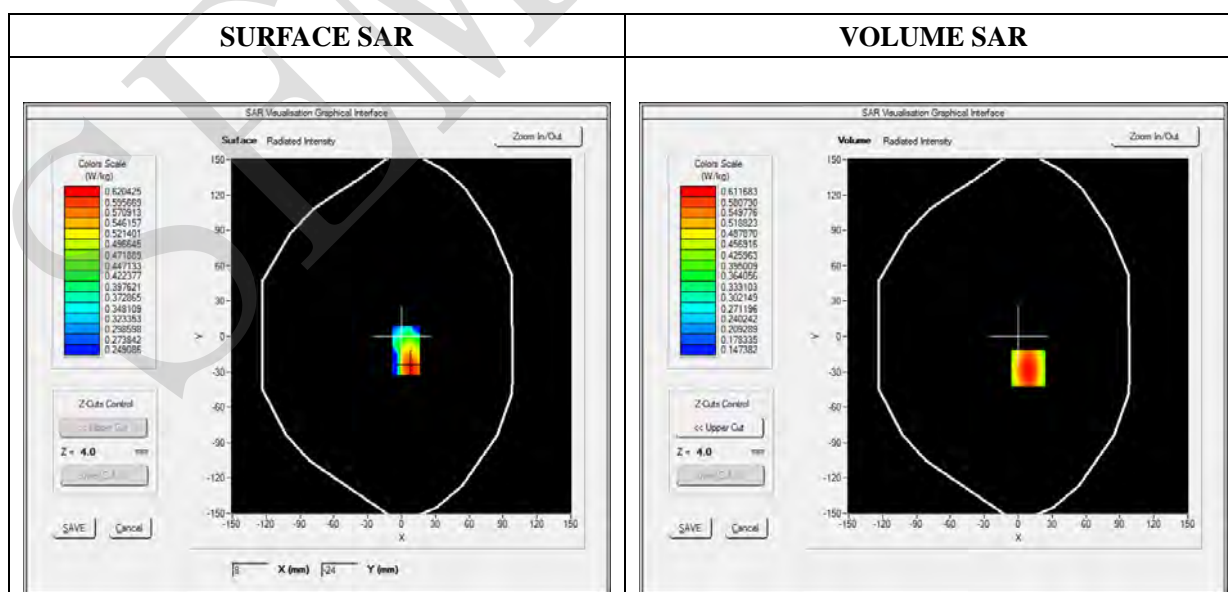 SURFACE SAR
VOLUME SAR
SAR Visualisation Graphical Interface
Surface Radiated Intensity
Zoom In/Out
Colors Scale
(W/kg)
0.620425
0.595669
0.570913
0.546157
0.521401
0.496645
0.471889
0.447133
0.422377
0.397621
0.372865
0.348109
0.323353
0.298598
0.273842
0.249086
150
120
90
60
30
0
-30
-60
-90
-120
-150
Y
-150 -120 -90 -60 -30 0 30 60 90 120 150
X
Z-Cuts Control
<< Upper Cut
Z = 4.0 mm
SAVE Cancel
8 X (mm) -24 Y (mm)
SAR Visualisation Graphical Interface
Volume Radiated Intensity
Zoom In/Out
Colors Scale
(W/kg)
0.611683
0.580730
0.549776
0.518823
0.487870
0.456916
0.425963
0.395009
0.364056
0.333103
0.302149
0.271196
0.240242
0.209289
0.178335
0.147382
150
120
90
60
30
0
-30
-60
-90
-120
-150
Y
-150 -120 -90 -60 -30 0 30 60 90 120 150
X
Z-Cuts Control
<< Upper Cut
Z = 4.0 mm
SAVE Cancel